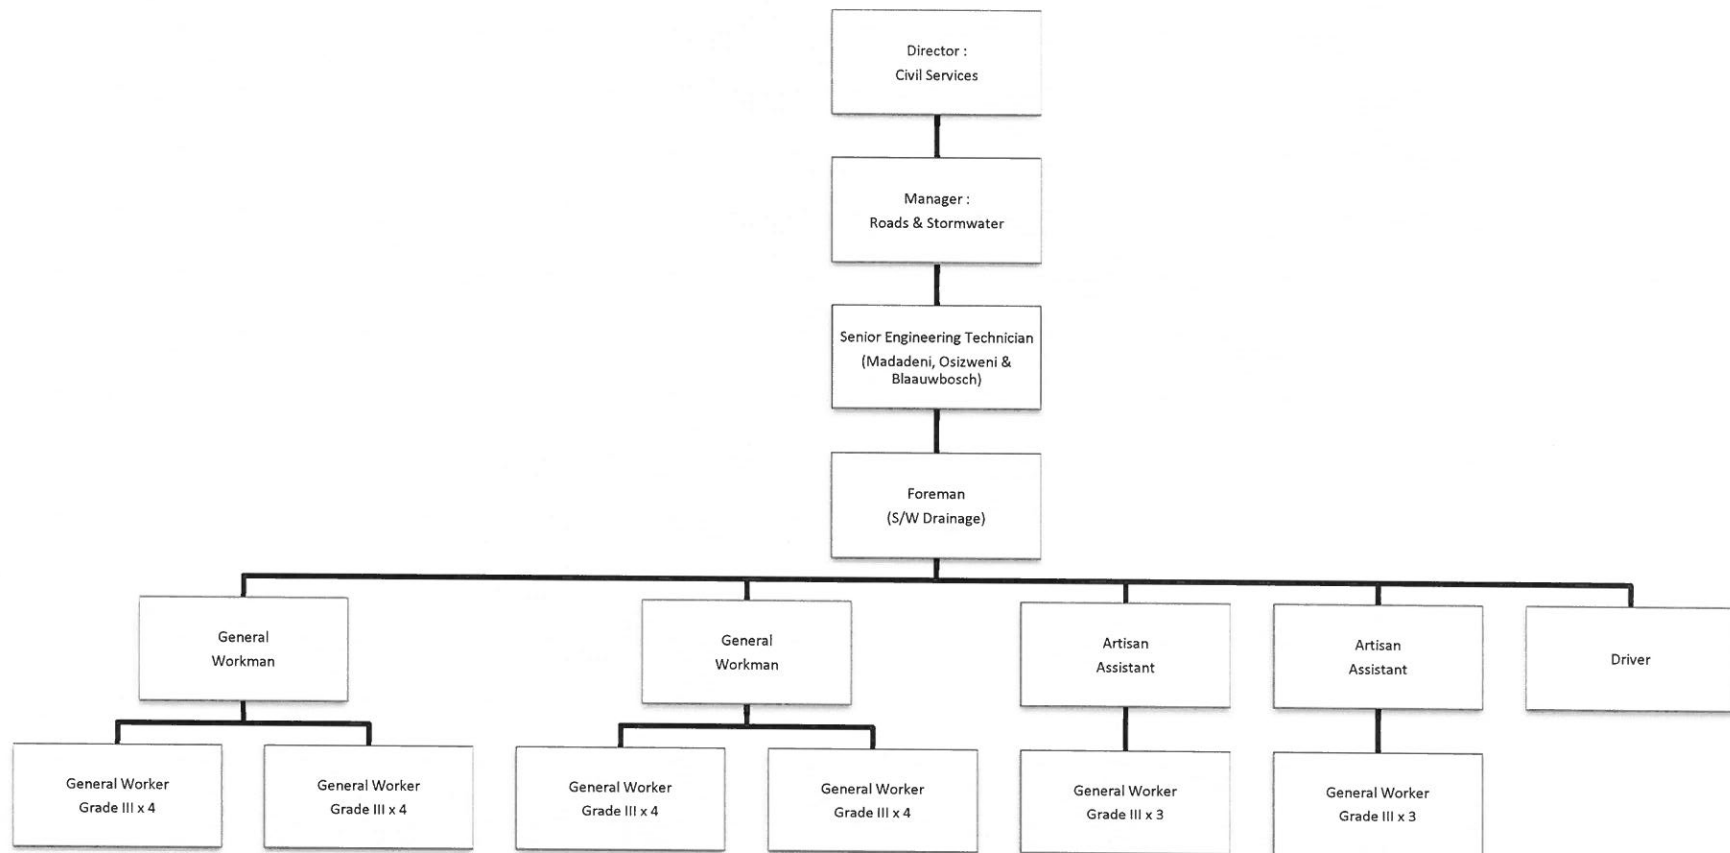 Director :
Civil Services
Manager :
Roads & Stormwater
Senior Engineering Technician
(Madadeni, Osizweni &
Blaauwbosch)
Foreman
(S/W Drainage)
General
Workman
General
Workman
Artisan
Assistant
Artisan
Assistant
Driver
General Worker
Grade III x 4
General Worker
Grade III x 4
General Worker
Grade III x 4
General Worker
Grade III x 4
General Worker
Grade III x 3
General Worker
Grade III x 3